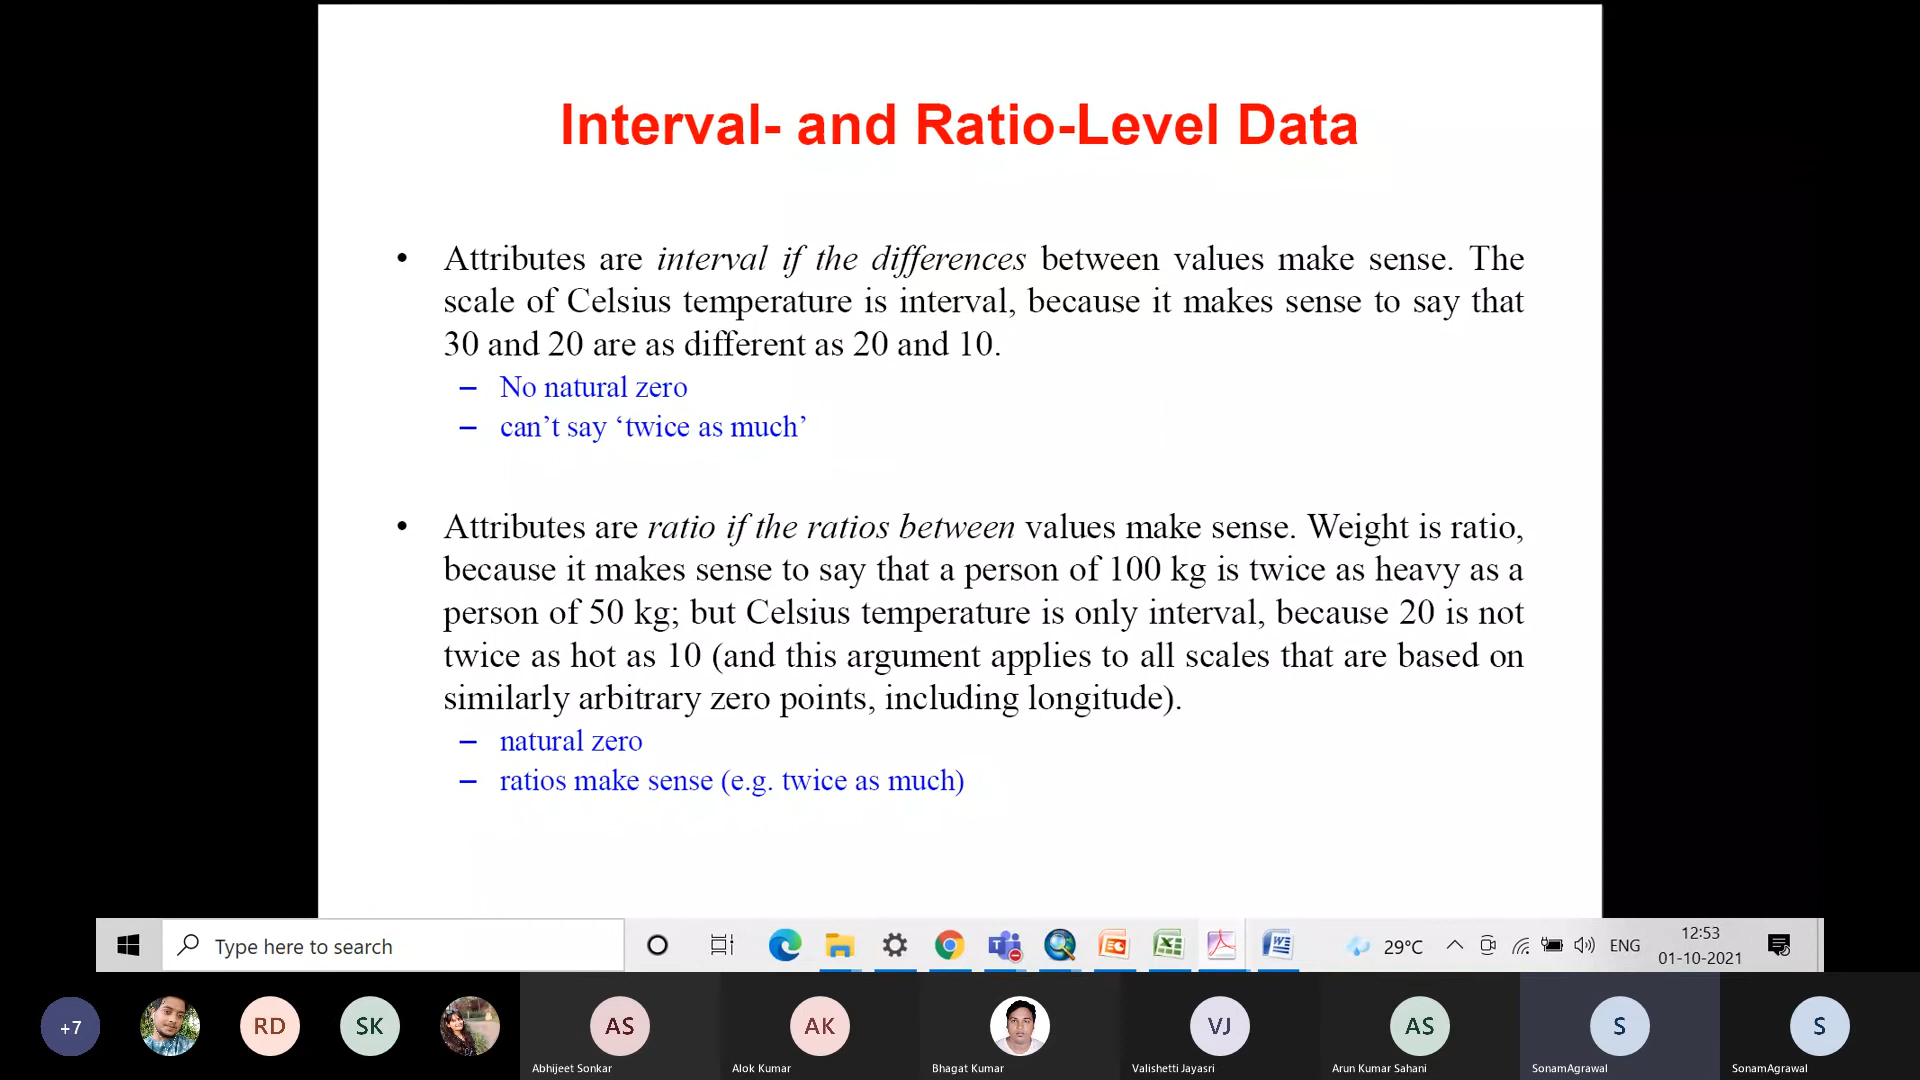 Interval- and Ratio-Level Data
• Attributes are interval if the differences between values make sense. The
scale of Celsius temperature is interval, because it makes sense to say that
30 and 20 are as different as 20 and 10.
– No natural zero
– can’t say ‘twice as much’
• Attributes are ratio if the ratios between values make sense. Weight is ratio,
because it makes sense to say that a person of 100 kg is twice as heavy as a
person of 50 kg; but Celsius temperature is only interval, because 20 is not
twice as hot as 10 (and this argument applies to all scales that are based on
similarly arbitrary zero points, including longitude).
– natural zero
– ratios make sense (e.g. twice as much)
Type here to search
29°C
ENG
12:53
01-10-2021
+7
RD
SK
AS
AK
VJ
AS
S
S
Abhijeet Sonkar
Alok Kumar
Bhagat Kumar
Valishetti Jayasri
Arun Kumar Sahani
SonamAgrawal
SonamAgrawal